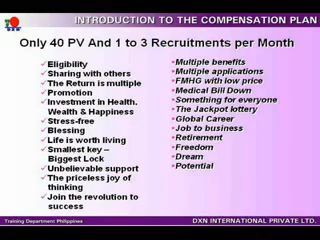 DXN
INTRODUCTION TO THE COMPENSATION PLAN
Only 40 PV And 1 to 3 Recruitments per Month
Eligibility
Sharing with others
The Return is multiple
Promotion
Investment in Health,
Wealth & Happiness
Stress-free
Blessing
Life is worth living
Smallest key –
Biggest Lock
Unbelievable support
The priceless joy of
thinking
Join the revolution to
success
Multiple benefits
Multiple applications
FMHG with low price
Medical Bill Down
Something for everyone
The Jackpot lottery
Global Career
Job to business
Retirement
Freedom
Dream
Potential
Training Department Philippines
DXN INTERNATIONAL PRIVATE LTD.